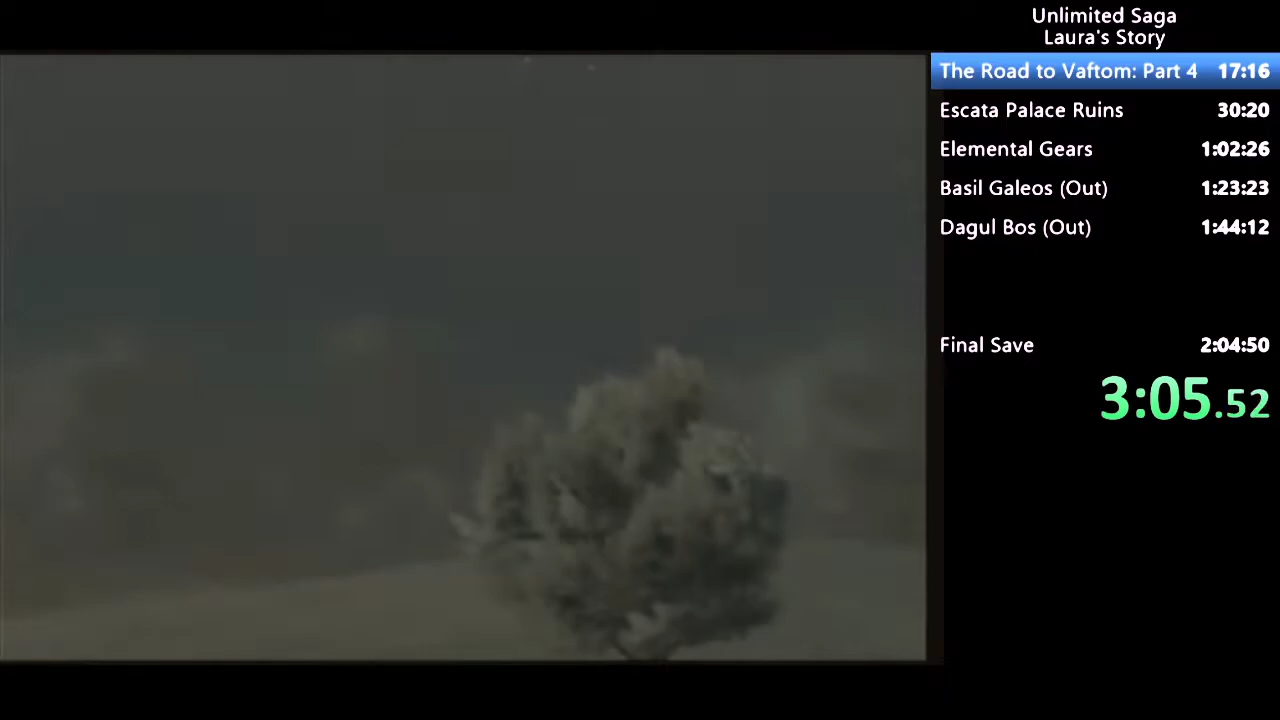 Unlimited Saga
Laura's Story
The Road to Vaftom: Part 4 17:16
Escata Palace Ruins 30:20
Elemental Gears 1:02:26
Basil Galeos (Out) 1:23:23
Dagul Bos (Out) 1:44:12
Final Save 2:04:50
3:05.52